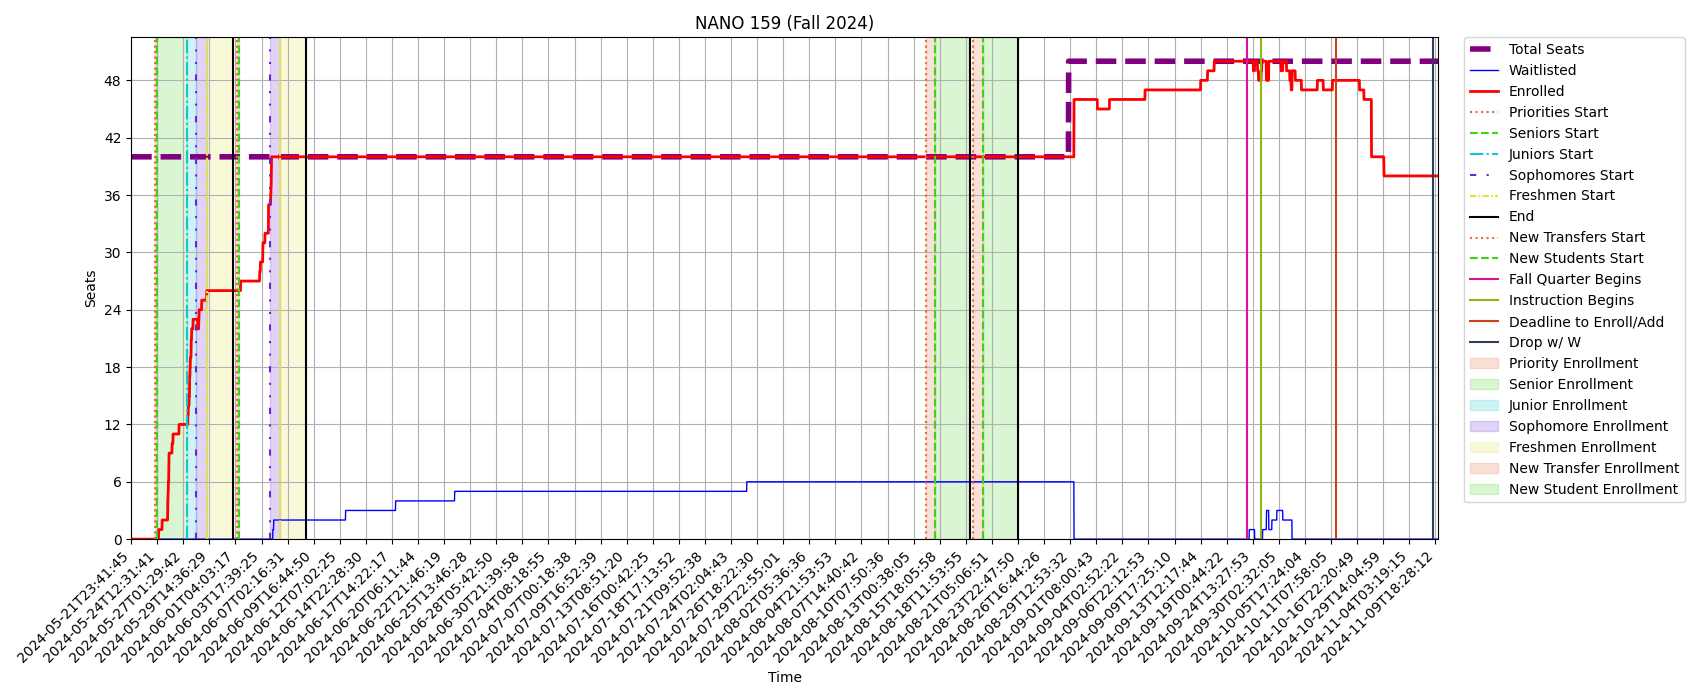 NANO 159 (Fall 2024)
Seats
48
42
36
30
24
18
12
6
0
2024-05-21T23:41:45
2024-05-24T12:31:41
2024-05-27T01:29:42
2024-05-29T14:36:29
2024-06-01T04:03:17
2024-06-03T17:39:25
2024-06-07T02:16:31
2024-06-09T16:44:50
2024-06-12T07:02:25
2024-06-14T22:28:30
2024-06-17T14:22:17
2024-06-20T06:11:44
2024-06-25T21:46:19
2024-06-25T13:46:28
2024-06-28T05:42:50
2024-06-30T21:39:58
2024-07-04T08:18:55
2024-07-07T00:18:38
2024-07-09T16:52:39
2024-07-13T08:51:20
2024-07-16T00:42:25
2024-07-18T17:13:52
2024-07-21T09:52:38
2024-07-24T02:04:43
2024-07-26T18:22:30
2024-07-29T22:55:01
2024-08-02T05:36:36
2024-08-04T21:53:55
2024-08-07T14:40:42
2024-08-10T07:50:36
2024-08-13T00:38:05
2024-08-15T18:05:58
2024-08-18T11:53:55
2024-08-21T05:06:51
2024-08-23T22:47:50
2024-08-26T16:44:26
2024-08-29T12:53:32
2024-09-01T08:00:43
2024-09-04T02:52:22
2024-09-06T22:12:53
2024-09-09T17:25:10
2024-09-13T12:17:44
2024-09-19T00:44:22
2024-09-24T13:27:53
2024-09-30T02:32:05
2024-10-05T17:24:04
2024-10-11T07:58:05
2024-10-16T22:20:49
2024-10-29T14:04:59
2024-11-04T03:19:15
2024-11-09T18:28:12
Time
Total Seats
Waitlisted
Enrolled
Priorities Start
Seniors Start
Juniors Start
Sophomores Start
Freshmen Start
End
New Transfers Start
New Students Start
Fall Quarter Begins
Instruction Begins
Deadline to Enroll/Add
Drop w/ W
Priority Enrollment
Senior Enrollment
Junior Enrollment
Sophomore Enrollment
Freshmen Enrollment
New Transfer Enrollment
New Student Enrollment